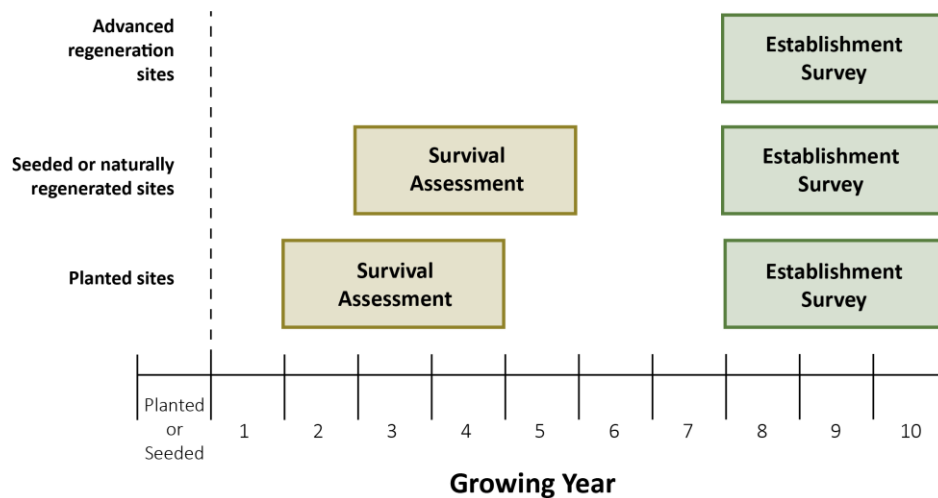 Advanced
regeneration
sites
Establishment
Survey
Seeded or naturally
regenerated sites
Survival
Assessment
Establishment
Survey
Planted sites
Survival
Assessment
Establishment
Survey
Planted
or
Seeded
1 2 3 4 5 6 7 8 9 10
Growing Year